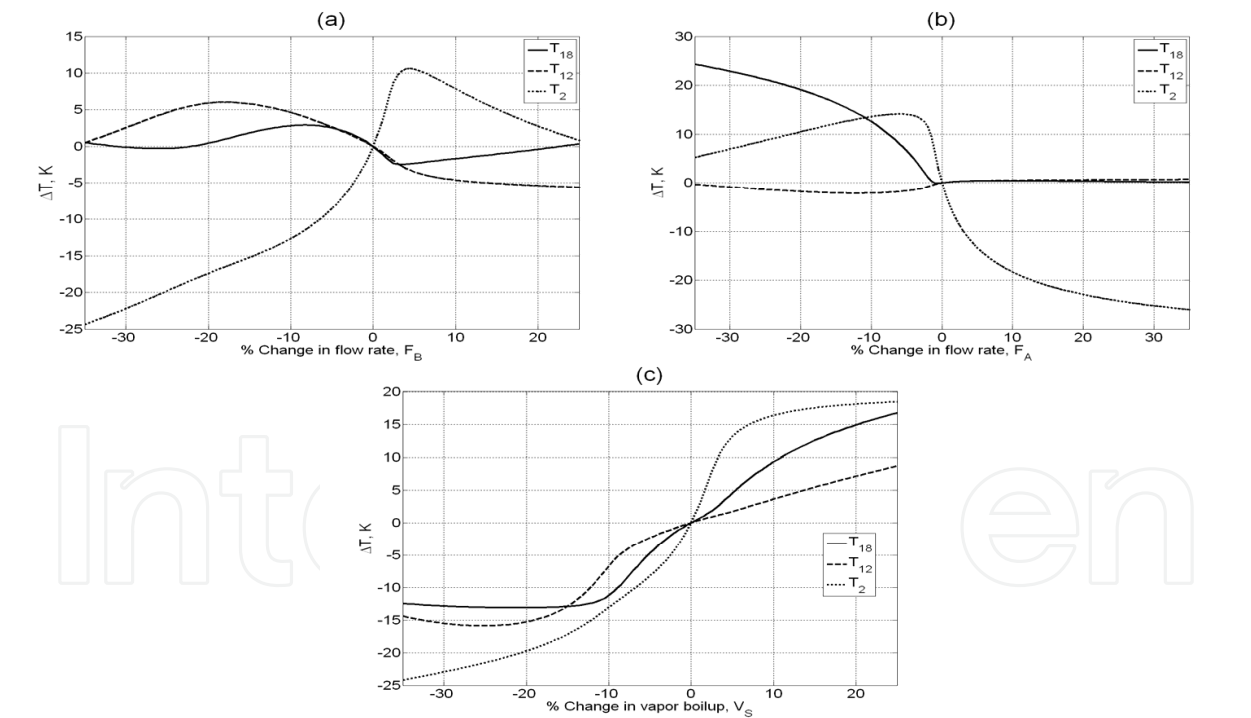 (a)
15
10
5
0
-5
-10
-15
-20
-25
ΔT, K
T18
T12
T2
-30 -20 -10 0 10 20
% Change in flow rate, FB
(b)
30
20
10
0
-10
-20
-30
ΔT, K
T18
T12
T2
-30 -20 -10 0 10 20 30
% Change in flow rate, FA
(c)
20
15
10
5
0
-5
-10
-15
-20
-25
ΔT, K
T18
T12
T2
-30 -20 -10 0 10 20
% Change in vapor boilup, VS
Inte en